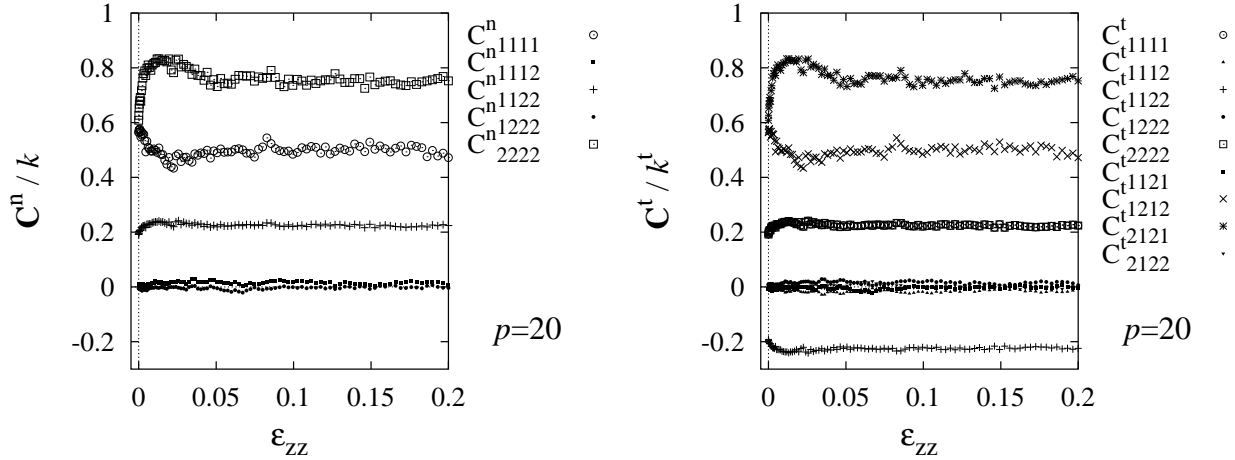 C^n / k
1
0.8
0.6
0.4
0.2
0
-0.2
0 0.05 0.1 0.15 0.2
ε_zz
C^n_1111
C^n_1112
C^n_1122
C^n_1222
C_2222
p=20
C^t / k^t
1
0.8
0.6
0.4
0.2
0
-0.2
0 0.05 0.1 0.15 0.2
ε_zz
C^t_1111
C^t_1112
C^t_1122
C^t_1222
C^t_2222
C^t_1121
C^t_1212
C^t_2121
C^t_2122
p=20